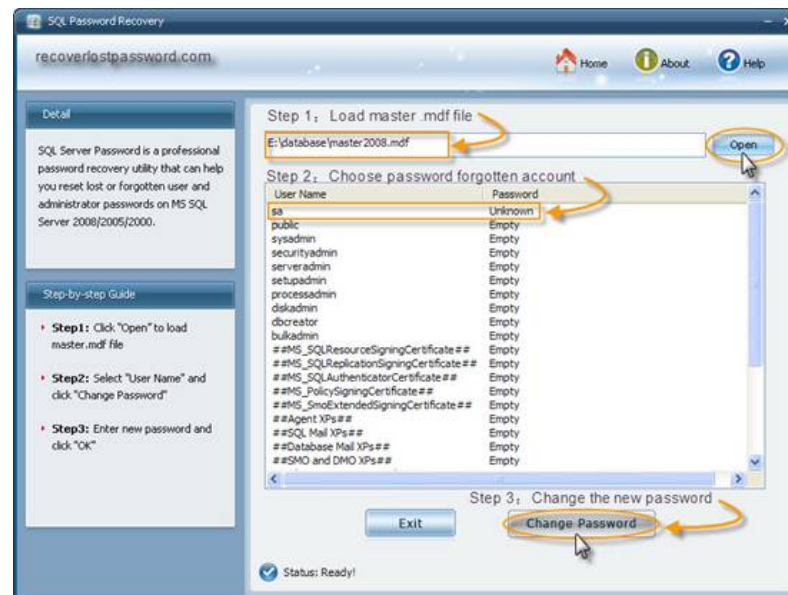 SQL Password Recovery
recoverlostpassword.com
Home
About
Help
Detail
SQL Server Password is a professional
password recovery utility that can help
you reset lost or forgotten user and
administrator passwords on MS SQL
Server 2008/2005/2000.
Step-by-step Guide
Step1: Click "Open" to load
master.mdf file
Step2: Select "User Name" and
click "Change Password"
Step3: Enter new password and
click "OK"
Step 1: Load master .mdf file
E:\database\master2008.mdf
Open
Step 2: Choose password forgotten account
User Name Password
sa Unknown
public Empty
sysadmin Empty
securityadmin Empty
serveradmin Empty
setupadmin Empty
processadmin Empty
diskadmin Empty
dbcreator Empty
bulkadmin Empty
##MS_SQLResourceSigningCertificate## Empty
##MS_SQLReplicationSigningCertificate## Empty
##MS_SQLAuthenticatorCertificate## Empty
##MS_PolicySigningCertificate## Empty
##MS_SmoExtendedSigningCertificate## Empty
##Agent XPs## Empty
##SQL Mail XPs## Empty
##Database Mail XPs## Empty
##SMO and DMO XPs## Empty
Step 3: Change the new password
Exit
Change Password
Status: Ready!